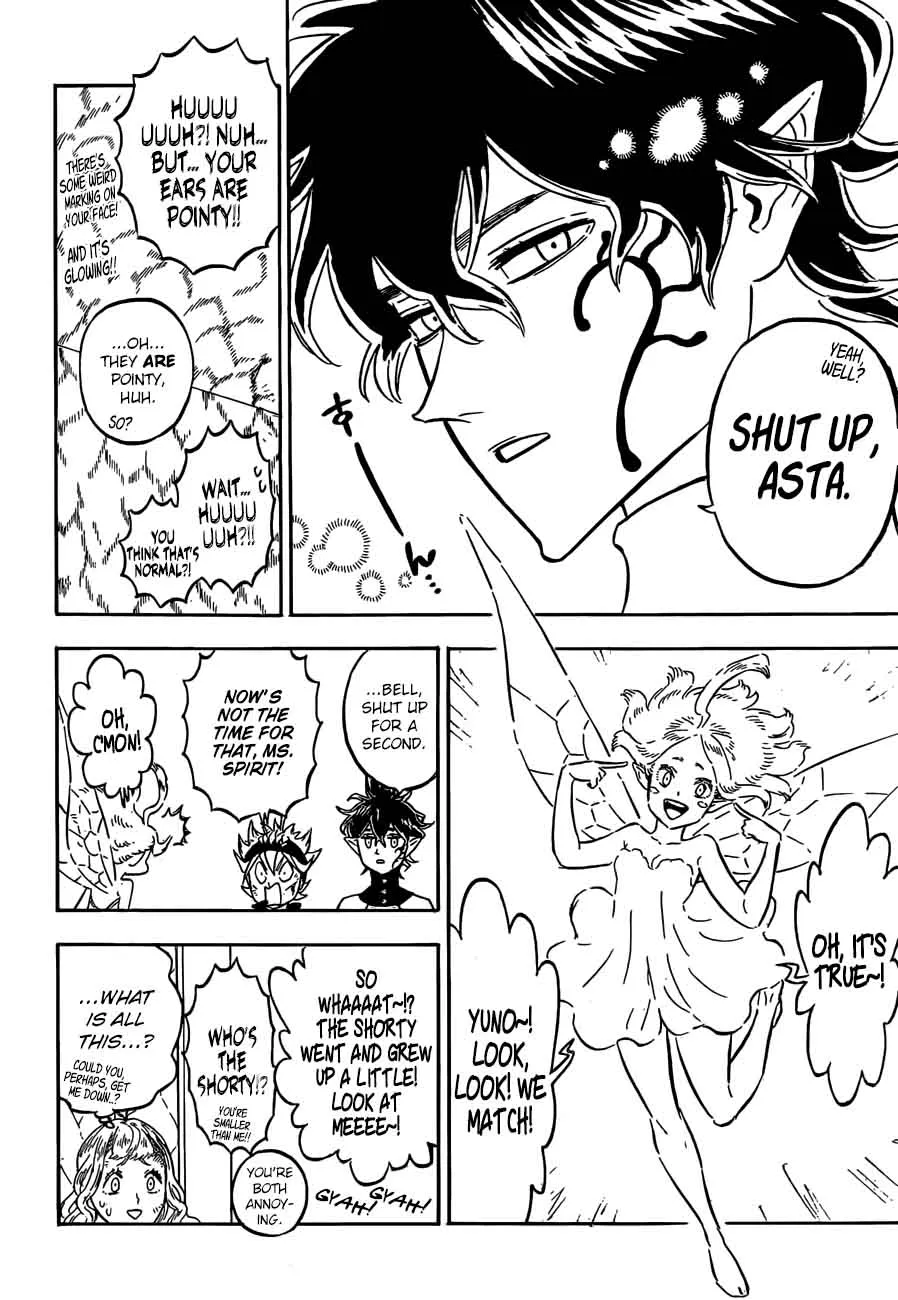 YEAH,
WELL?
SHUT UP,
ASTA.
すーん…
HUUUU
UUUH?! NUH...
BUT... YOUR
EARS ARE
POINTY!!
THERE'S
SOME WEIRD
MARKING ON
YOUR FACE!
AND IT'S
GLOWING!!
...OH...
THEY ARE
POINTY,
HUH.
SO?
WAIT...
HUUUU
UUH?!!
YOU
THINK THAT'S
NORMAL?!
OH, IT'S
TRUE~!
YUNO~!
LOOK,
LOOK! WE
MATCH!
...BELL,
SHUT UP
FOR A
SECOND.
NOW'S
NOT THE
TIME FOR
THAT, MS.
SPIRIT!
OH,
C'MON!
SO
WHAAAAT~!?
THE SHORTY
WENT AND GREW
UP A LITTLE!
LOOK AT
MEEEE~!
GYAH!
GYAH!
WHO'S
THE
SHORTY!?
YOU'RE
SMALLER
THAN ME!!
YOU'RE
BOTH
ANNOY-
ING.
...WHAT
IS ALL
THIS...?
COULD YOU,
PERHAPS, GET
ME DOWN..?